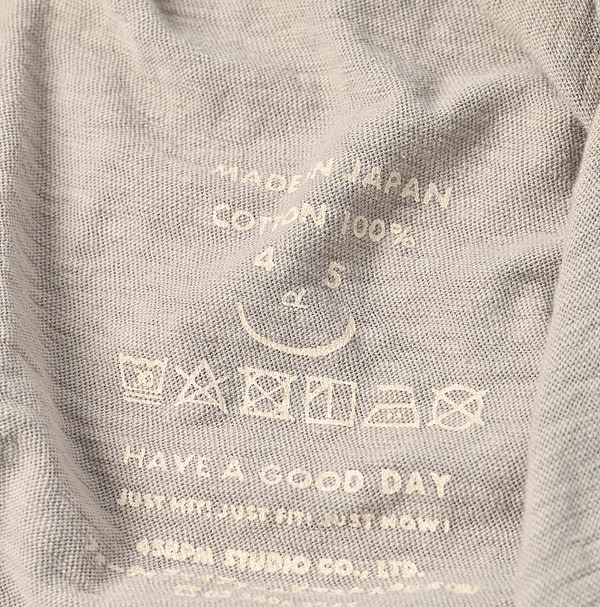 MADE IN JAPAN
COTTON 100%
4 5
d.
HAVE A GOOD DAY
JUST HIT! JUST FIT! JUST NOW!
45RPM STUDIO CO., LTD.